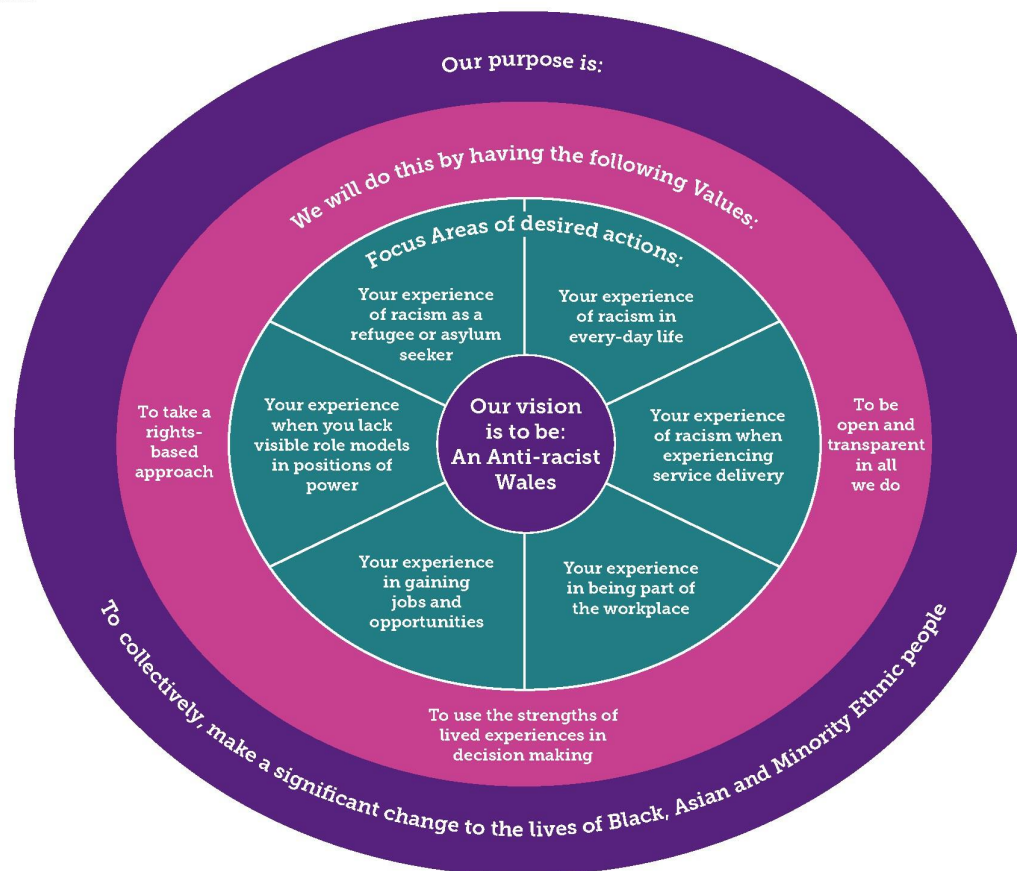 Our purpose is:
To collectively, make a significant change to the lives of Black, Asian and Minority Ethnic people
We will do this by having the following Values:
To take a
rights-
based
approach
To be
open and
transparent
in all
we do
To use the strengths of
lived experiences in
decision making
Focus Areas of desired actions:
Your experience
of racism as a
refugee or asylum
seeker
Your experience
of racism in
every-day life
Your experience
when you lack
visible role models
in positions of
power
Your experience
of racism when
experiencing
service delivery
Your experience
in gaining
jobs and
opportunities
Your experience
in being part of
the workplace
Our vision
is to be:
An Anti-racist
Wales